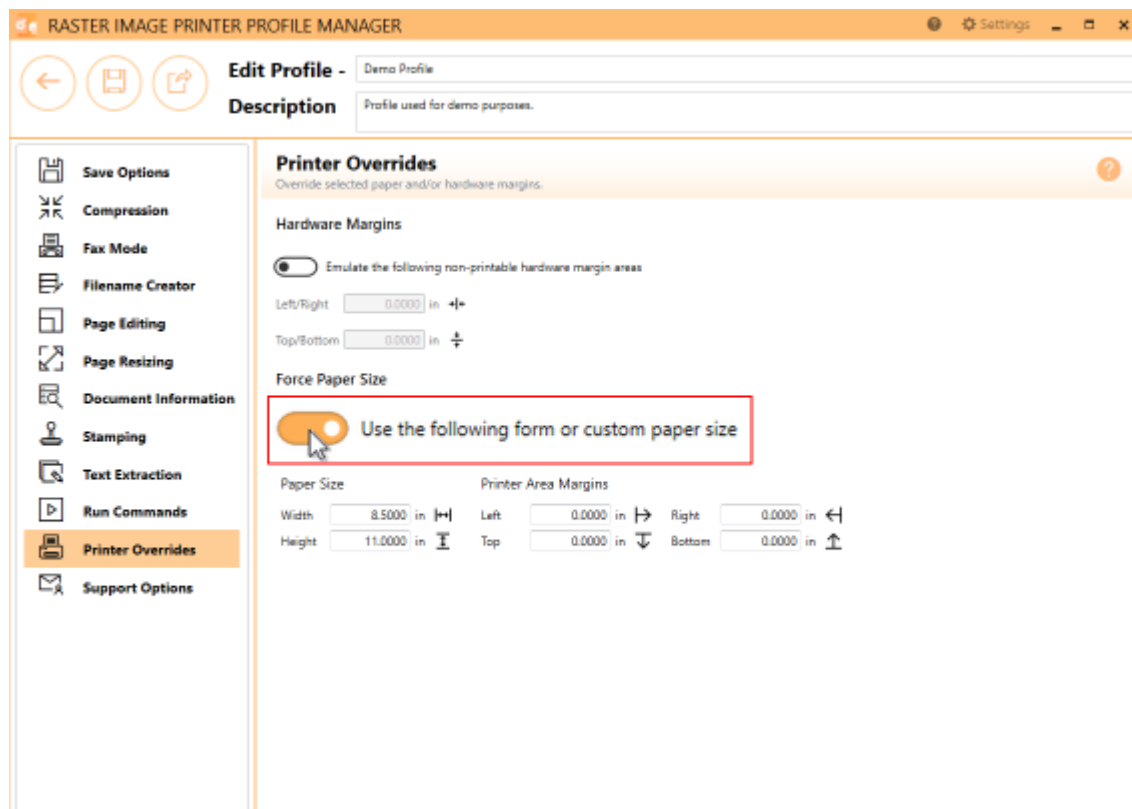 RASTER IMAGE PRINTER PROFILE MANAGER
Settings
Edit Profile - Demo Profile
Description Profile used for demo purposes.
Save Options
Compression
Fax Mode
Filename Creator
Page Editing
Page Resizing
Document Information
Stamping
Text Extraction
Run Commands
Printer Overrides
Support Options
Printer Overrides
Override selected paper and/or hardware margins.
Hardware Margins
Emulate the following non-printable hardware margin areas
Left/Right 0.0000 in
Top/Bottom 0.0000 in
Force Paper Size
Use the following form or custom paper size
Paper Size Printer Area Margins
Width 8.5000 in Left 0.0000 in Right 0.0000 in
Height 11.0000 in Top 0.0000 in Bottom 0.0000 in